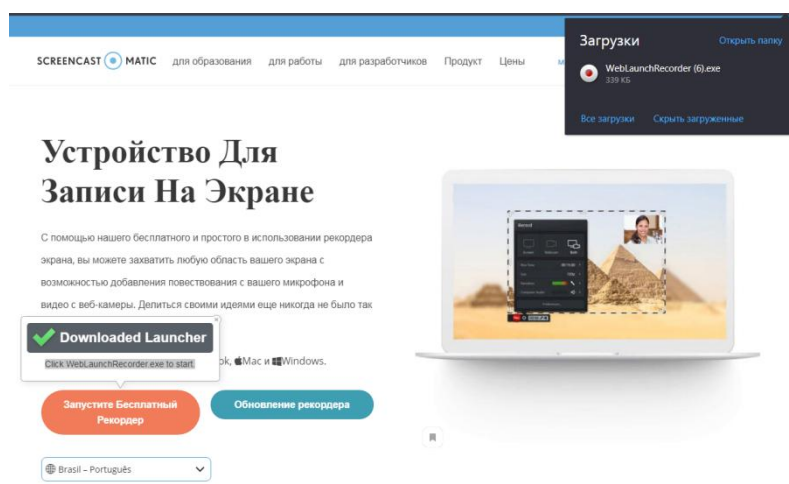 Загрузки
Открыть папку
WebLaunchRecorder (6).exe
339 КБ
Все загрузки Скрыть загруженные
SCREENCAST MATIC для образования для работы для разработчиков Продукт Цены
Устройство Для
Записи На Экране
С помощью нашего бесплатного и простого в использовании рекордера
экрана, вы можете захватить любую область вашего экрана с
возможностью добавления повествования с вашего микрофона и
видео с веб-камеры. Делиться своими идеями еще никогда не было так
Downloaded Launcher
Click WebLaunchRecorder.exe to start.
ok, Mac и Windows.
Запустите Бесплатный
Рекордер
Обновление рекордера
Brasil – Português
Record